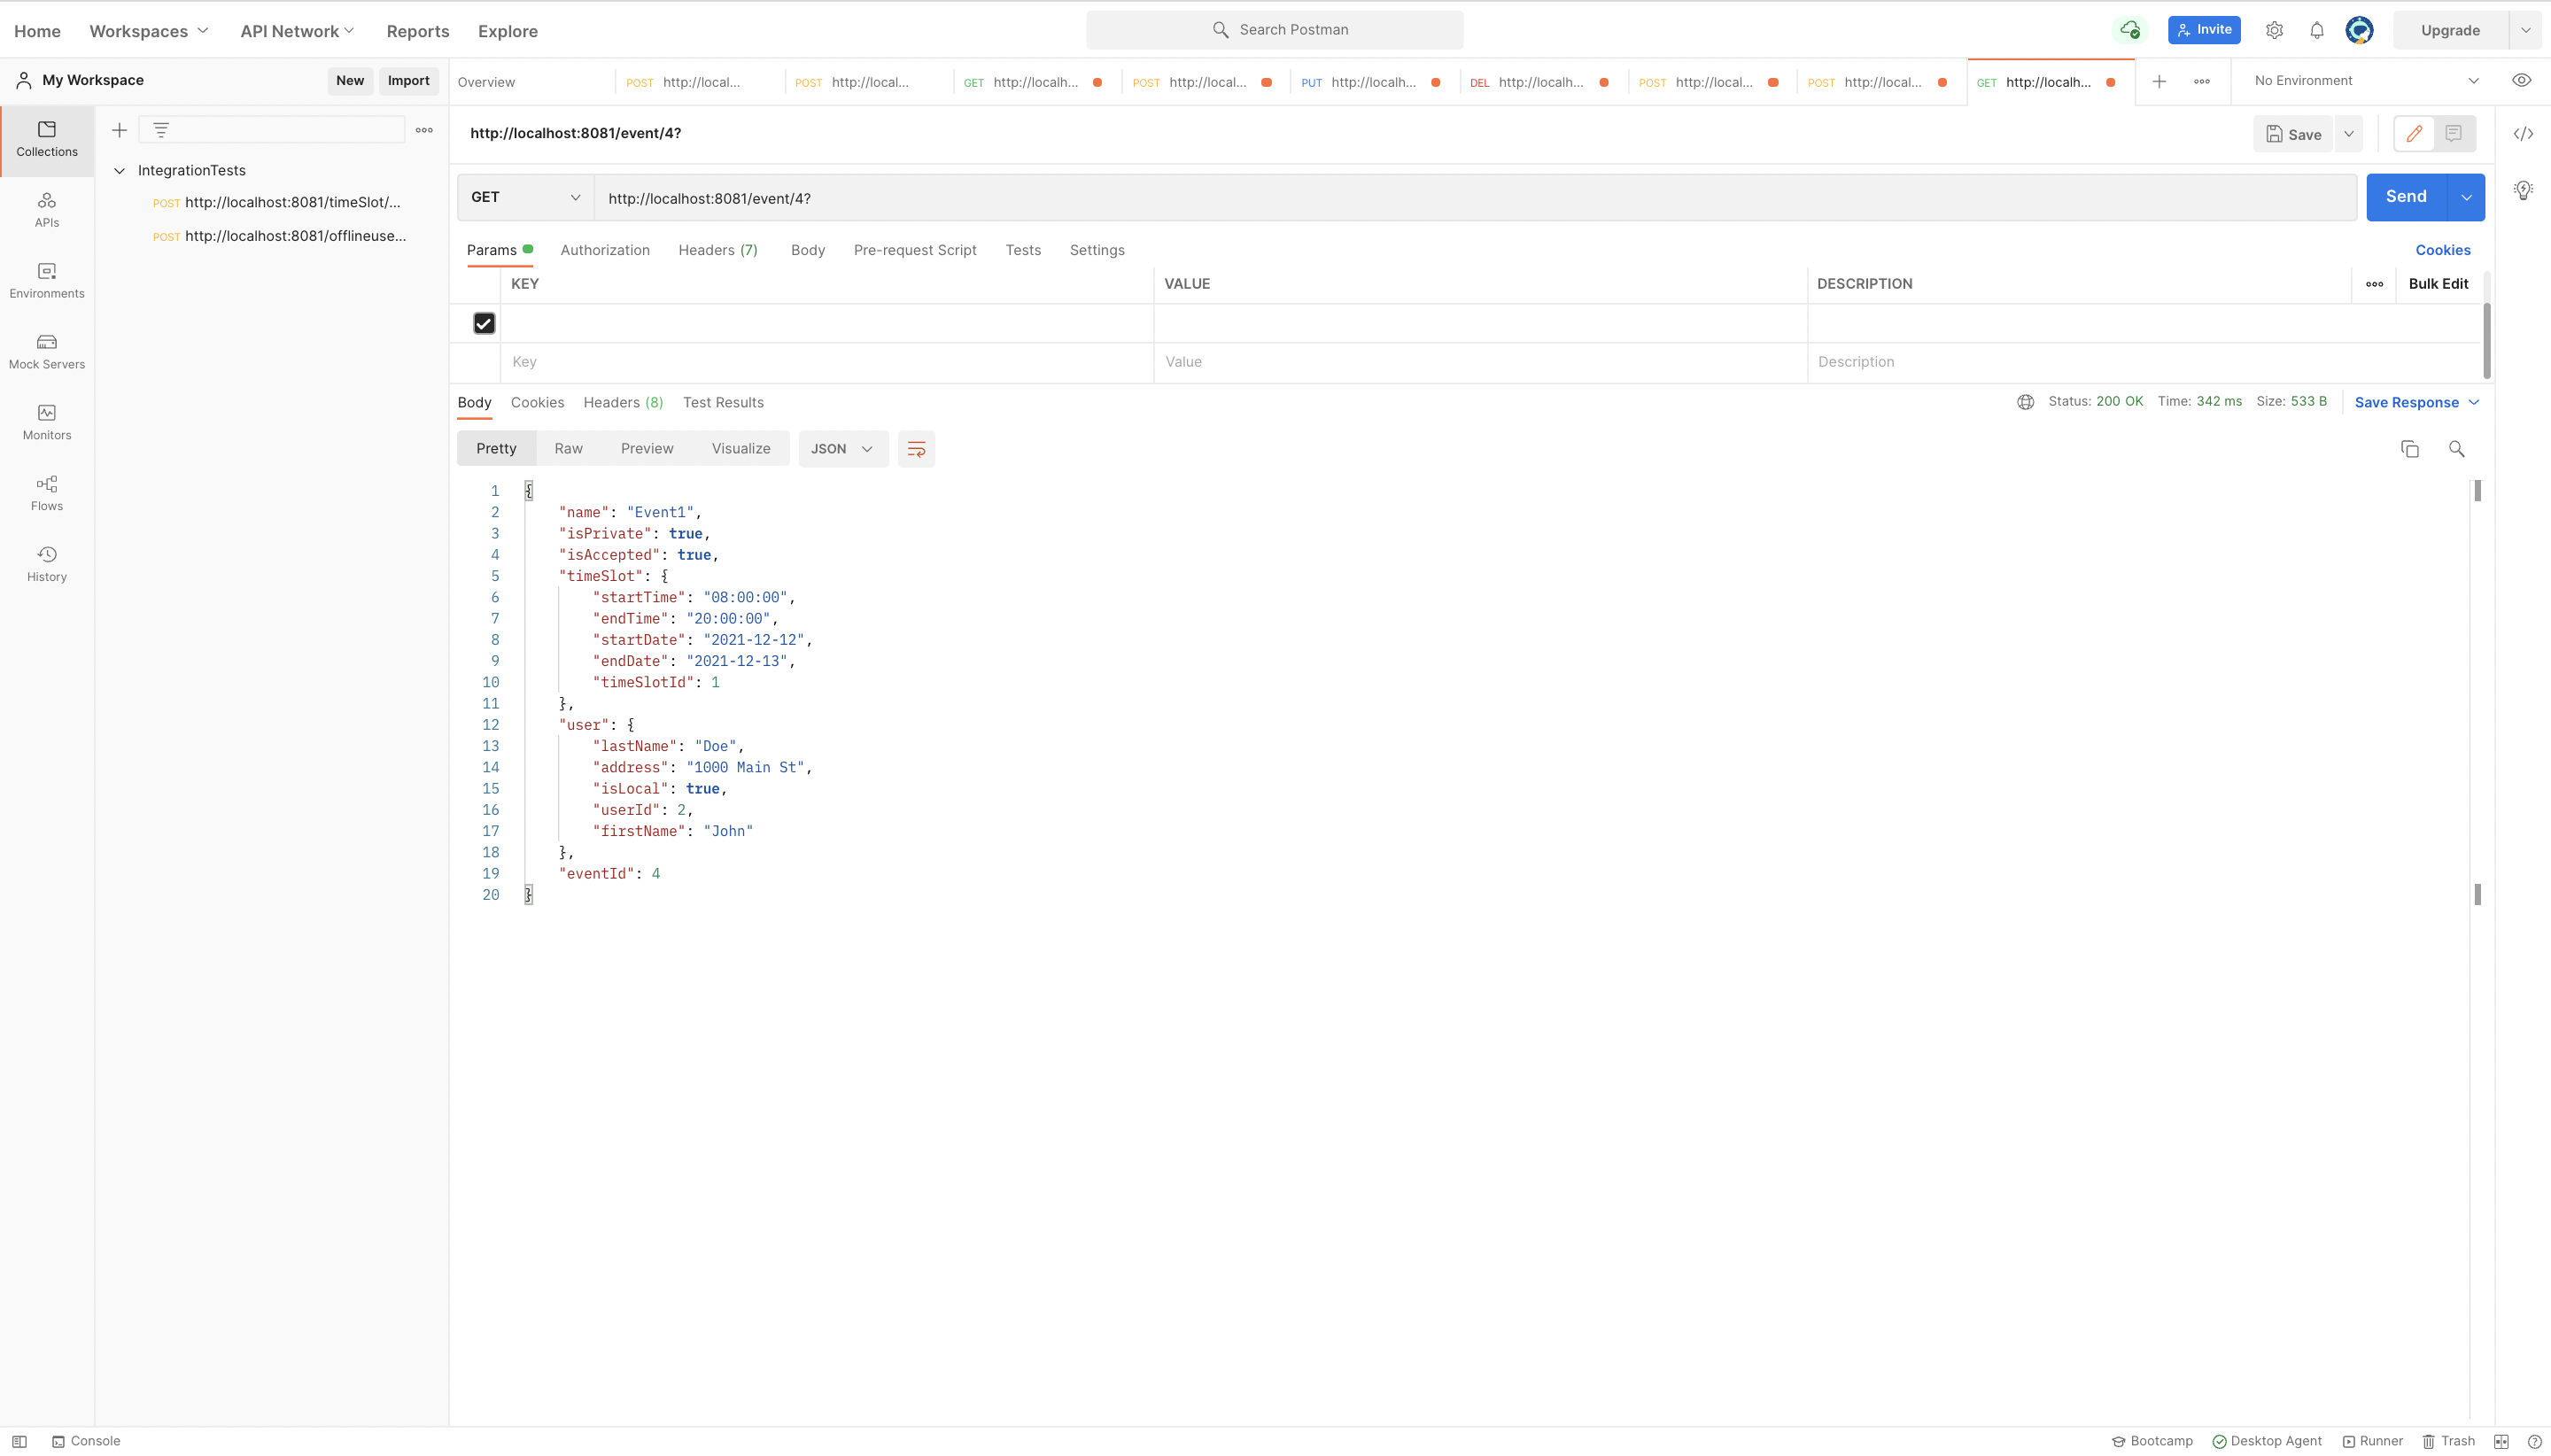 Home Workspaces API Network Reports Explore Search Postman Invite Upgrade
My Workspace New Import Overview POST http://local... POST http://local... GET http://localh... POST http://local... PUT http://localh... DEL http://localh... POST http://local... POST http://local... GET http://localh... No Environment
Collections
APIs
Environments
Mock Servers
Monitors
Flows
History
IntegrationTests
POST http://localhost:8081/timeSlot/...
POST http://localhost:8081/offlineuse...
http://localhost:8081/event/4? Save
GET http://localhost:8081/event/4? Send
Params Authorization Headers (7) Body Pre-request Script Tests Settings Cookies
KEY VALUE DESCRIPTION Bulk Edit
Key Value Description
Body Cookies Headers (8) Test Results Status: 200 OK Time: 342 ms Size: 533 B Save Response
Pretty Raw Preview Visualize JSON
1 {
2 "name": "Event1",
3 "isPrivate": true,
4 "isAccepted": true,
5 "timeSlot": {
6 "startTime": "08:00:00",
7 "endTime": "20:00:00",
8 "startDate": "2021-12-12",
9 "endDate": "2021-12-13",
10 "timeSlotId": 1
11 },
12 "user": {
13 "lastName": "Doe",
14 "address": "1000 Main St",
15 "isLocal": true,
16 "userId": 2,
17 "firstName": "John"
18 },
19 "eventId": 4
20 }
Console Bootcamp Desktop Agent Runner Trash